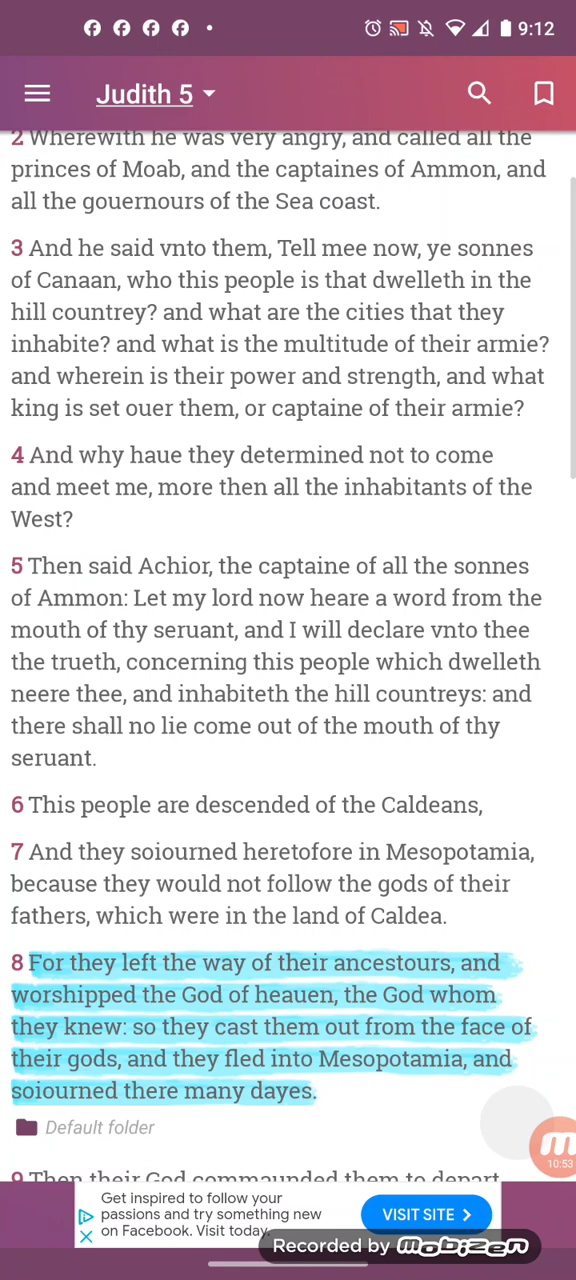 9:12
Judith 5
2 Wherewith he was very angry, and called all the
princes of Moab, and the captaines of Ammon, and
all the gouernours of the Sea coast.
3 And he said vnto them, Tell mee now, ye sonnes
of Canaan, who this people is that dwelleth in the
hill countrey? and what are the cities that they
inhabite? and what is the multitude of their armie?
and wherein is their power and strength, and what
king is set ouer them, or captaine of their armie?
4 And why haue they determined not to come
and meet me, more then all the inhabitants of the
West?
5 Then said Achior, the captaine of all the sonnes
of Ammon: Let my lord now heare a word from the
mouth of thy seruant, and I will declare vnto thee
the trueth, concerning this people which dwelleth
neere thee, and inhabiteth the hill countreys: and
there shall no lie come out of the mouth of thy
seruant.
6 This people are descended of the Caldeans,
7 And they soiourned heretofore in Mesopotamia,
because they would not follow the gods of their
fathers, which were in the land of Caldea.
8 For they left the way of their ancestours, and
worshipped the God of heauen, the God whom
they knew: so they cast them out from the face of
their gods, and they fled into Mesopotamia, and
soiourned there many dayes.
Default folder
10:53
9 Then their God commaunded them to depart
Get inspired to follow your
passions and try something new
on Facebook. Visit today.
VISIT SITE
Recorded by mobizen